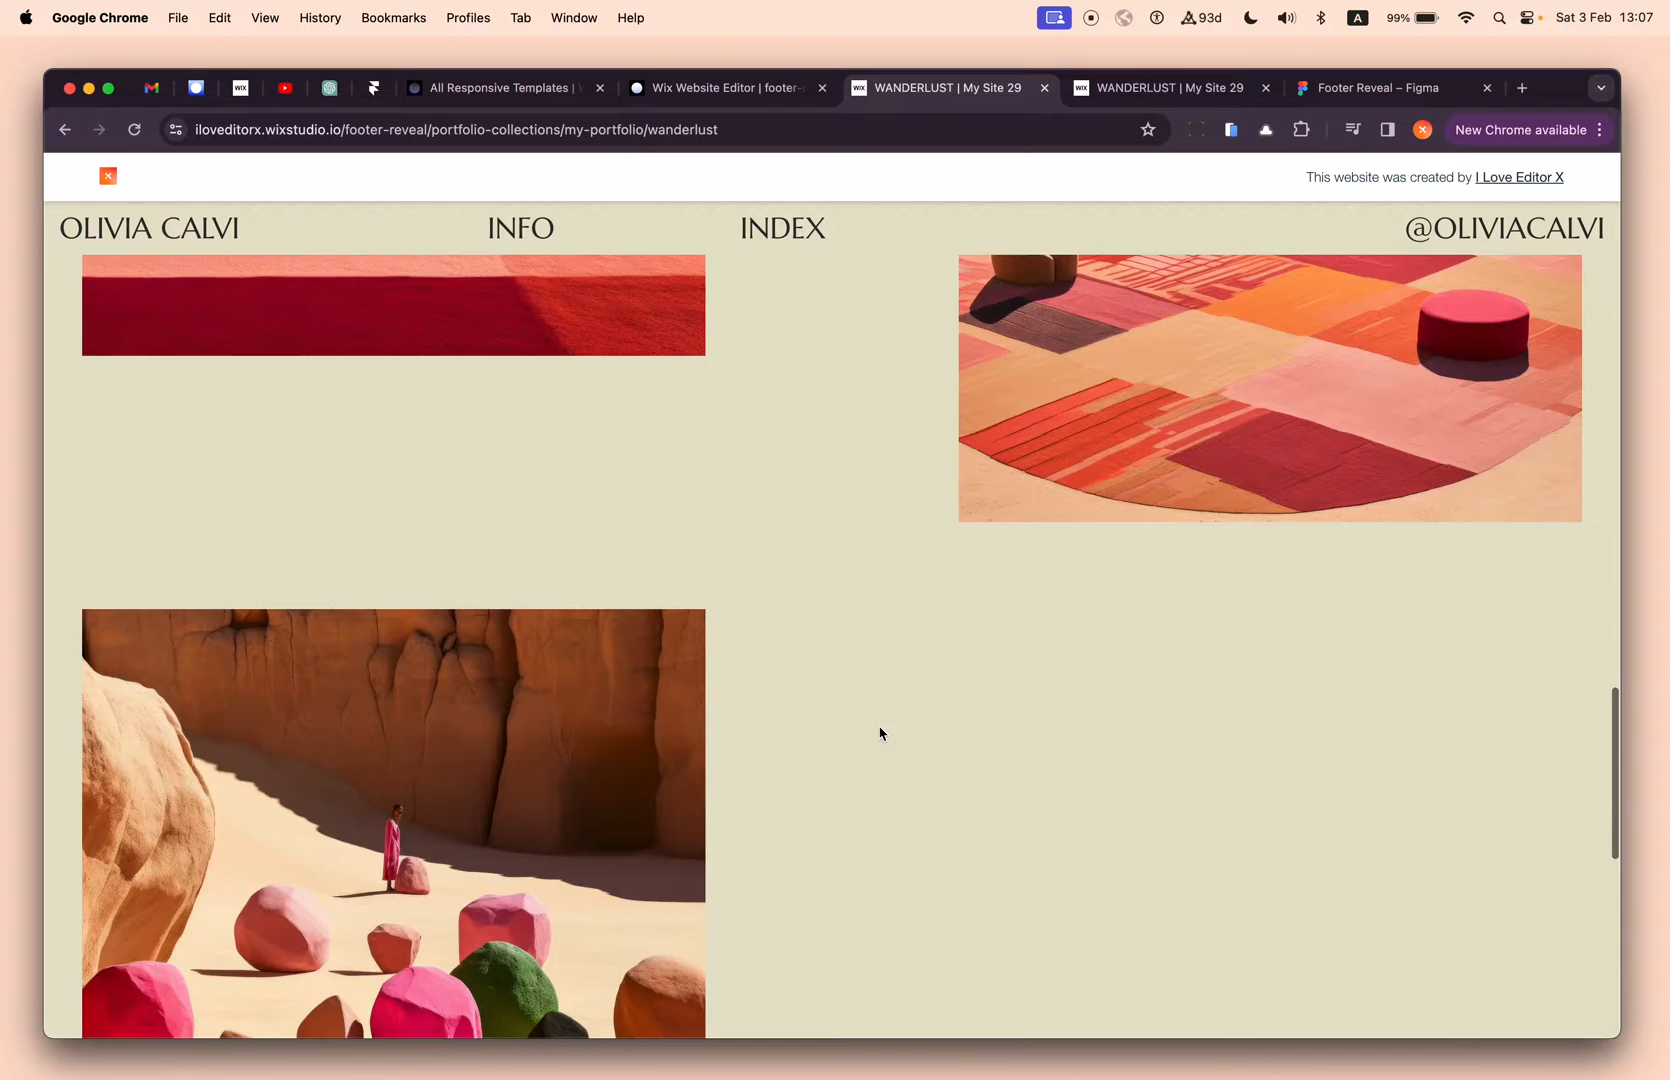 Google Chrome File Edit View History Bookmarks Profiles Tab Window Help 93d A 99% Sat 3 Feb 13:07
WIX All Responsive Templates | Wix Website Editor | footer- WIX WANDERLUST | My Site 29 WIX WANDERLUST | My Site 29 Footer Reveal – Figma
iloveditorx.wixstudio.io/footer-reveal/portfolio-collections/my-portfolio/wanderlust New Chrome available
This website was created by I Love Editor X
OLIVIA CALVI INFO INDEX @OLIVIACALVI